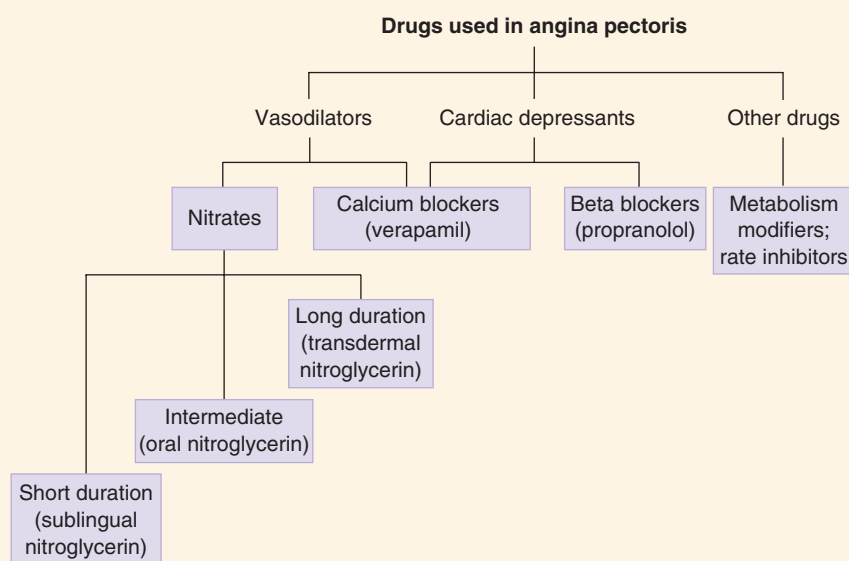 Drugs used in angina pectoris
Vasodilators
Cardiac depressants
Other drugs
Nitrates
Calcium blockers
(verapamil)
Beta blockers
(propranolol)
Metabolism
modifiers;
rate inhibitors
Long duration
(transdermal
nitroglycerin)
Intermediate
(oral nitroglycerin)
Short duration
(sublingual
nitroglycerin)